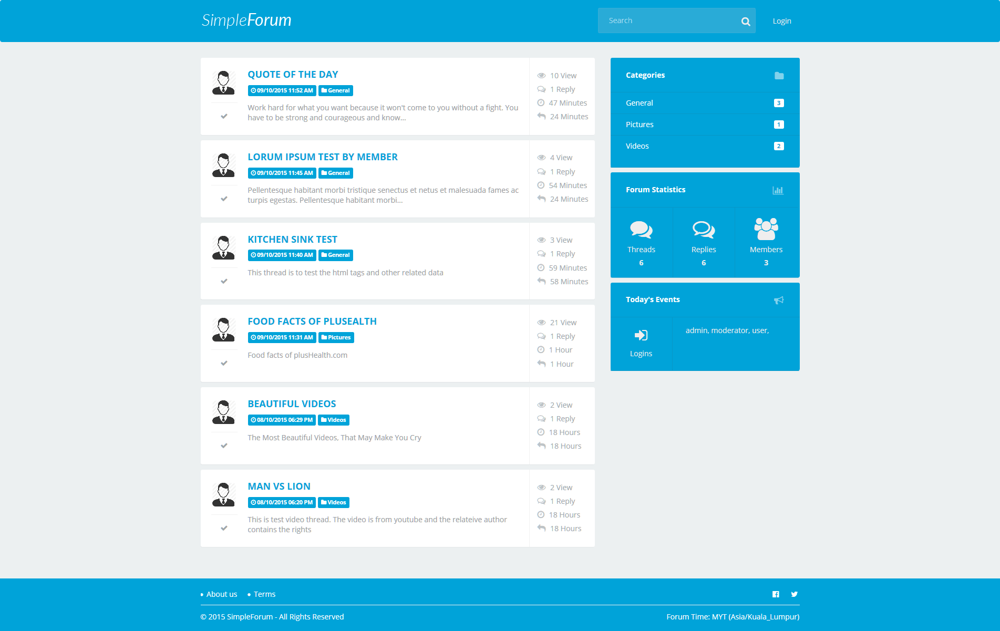 SimpleForum
Search
Login
QUOTE OF THE DAY
09/10/2015 11:52 AM General
Work hard for what you want because it won't come to you without a fight. You
have to be strong and courageous and know...
10 View
1 Reply
47 Minutes
24 Minutes
LORUM IPSUM TEST BY MEMBER
09/10/2015 11:45 AM General
Pellentesque habitant morbi tristique senectus et netus et malesuada fames ac
turpis egestas. Pellentesque habitant morbi...
4 View
1 Reply
54 Minutes
24 Minutes
KITCHEN SINK TEST
09/10/2015 11:40 AM General
This thread is to test the html tags and other related data
3 View
1 Reply
59 Minutes
58 Minutes
FOOD FACTS OF PLUSEALTH
09/10/2015 11:31 AM Pictures
Food facts of plusHealth.com
21 View
1 Reply
1 Hour
1 Hour
BEAUTIFUL VIDEOS
08/10/2015 06:29 PM Videos
The Most Beautiful Videos, That May Make You Cry
2 View
1 Reply
18 Hours
18 Hours
MAN VS LION
08/10/2015 06:20 PM Videos
This is test video thread. The video is from youtube and the relateive author
contains the rights
2 View
1 Reply
18 Hours
18 Hours
Categories
General 3
Pictures 1
Videos 2
Forum Statistics
Threads Replies Members
6 6 3
Today's Events
Logins
admin, moderator, user,
About us Terms
© 2015 SimpleForum - All Rights Reserved
Forum Time: MYT (Asia/Kuala_Lumpur)